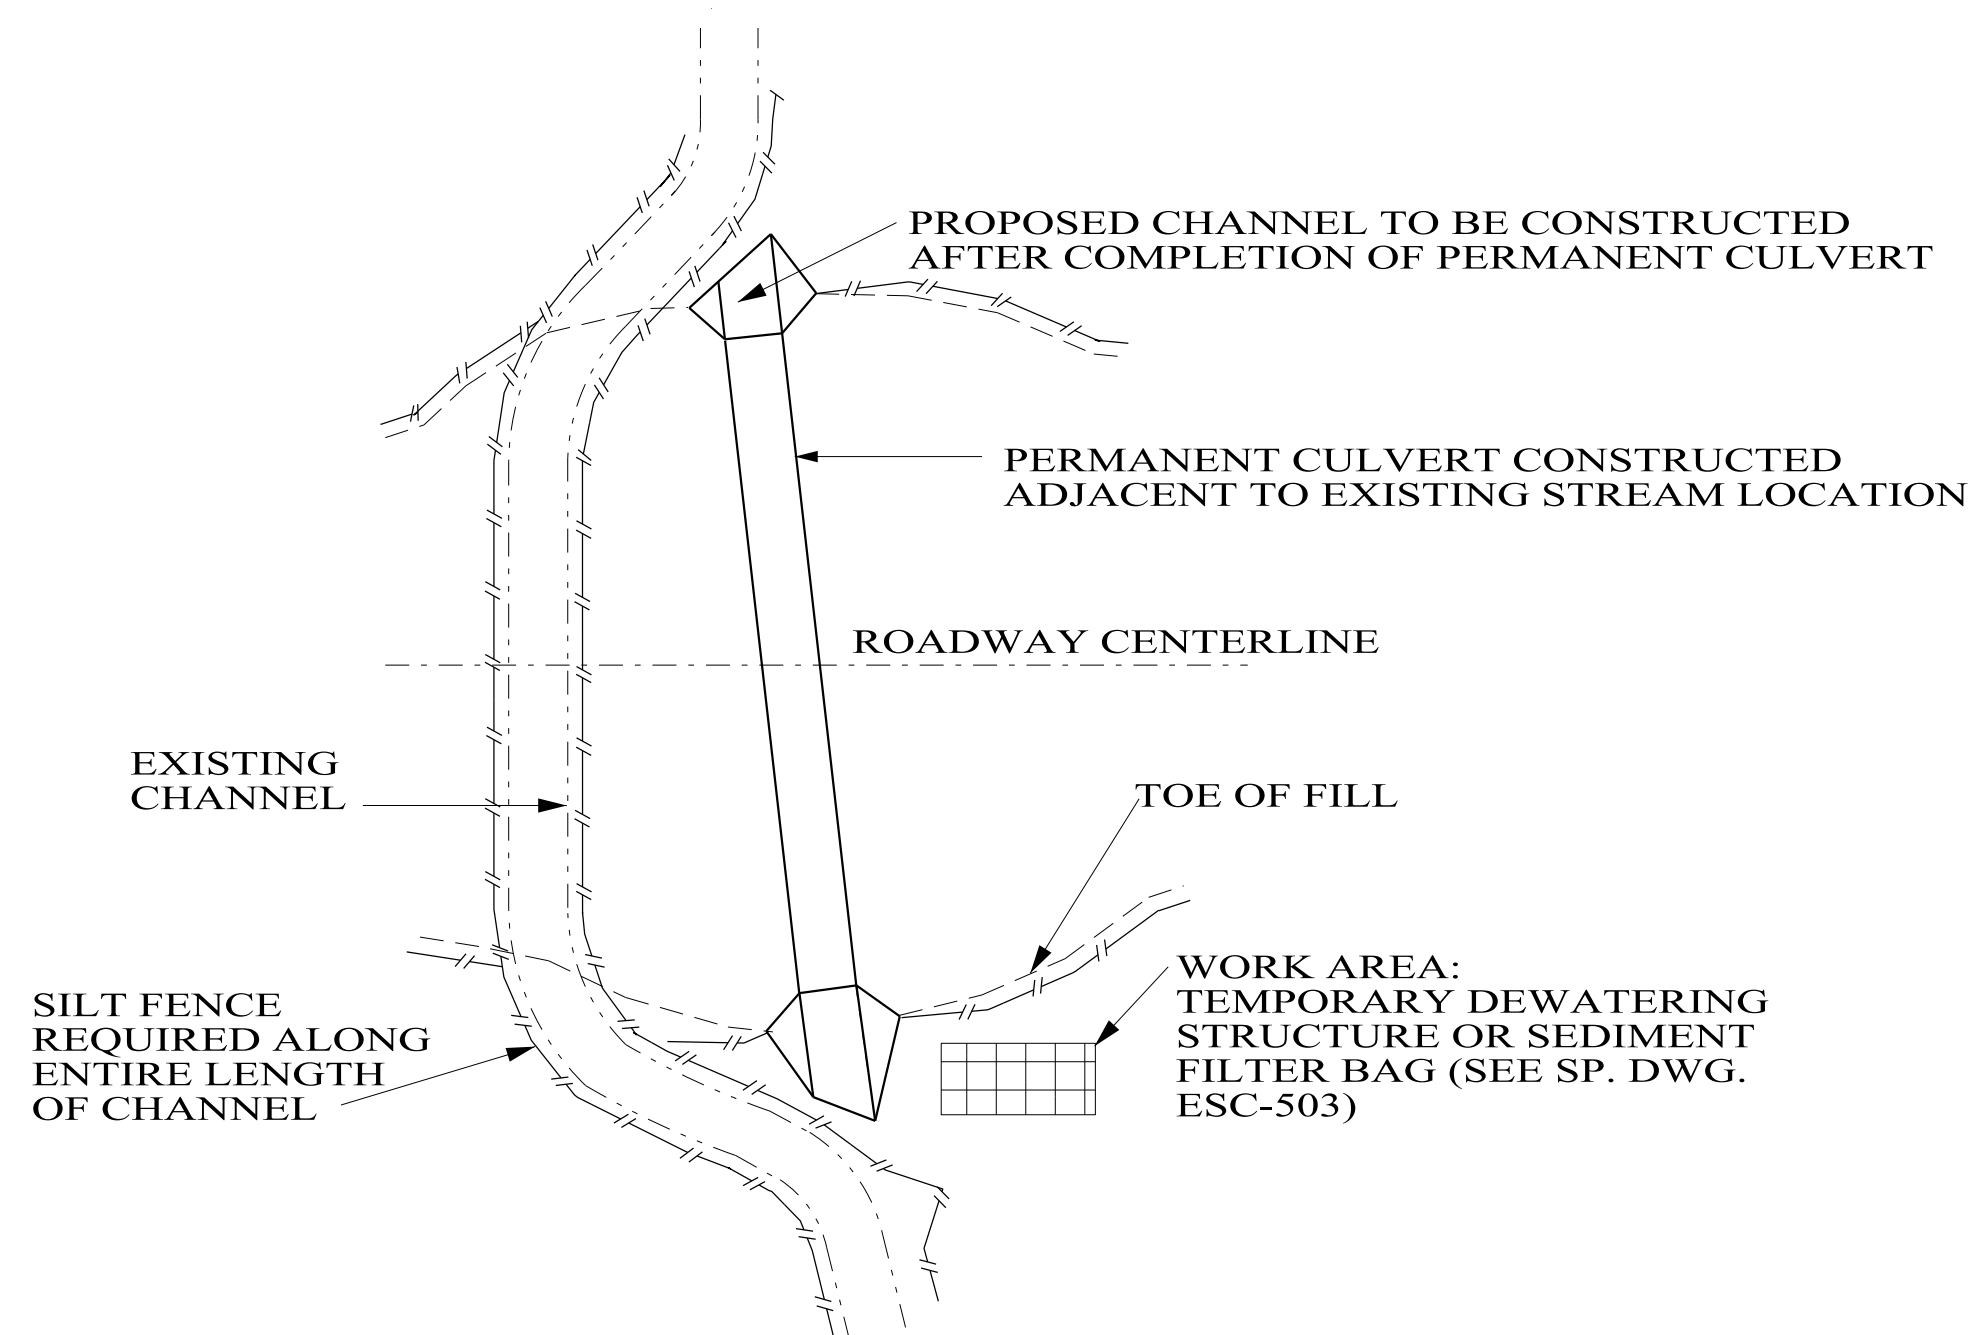 PROPOSED CHANNEL TO BE CONSTRUCTED
AFTER COMPLETION OF PERMANENT CULVERT
PERMANENT CULVERT CONSTRUCTED
ADJACENT TO EXISTING STREAM LOCATION
ROADWAY CENTERLINE
EXISTING
CHANNEL
TOE OF FILL
SILT FENCE
REQUIRED ALONG
ENTIRE LENGTH
OF CHANNEL
WORK AREA:
TEMPORARY DEWATERING
STRUCTURE OR SEDIMENT
FILTER BAG (SEE SP. DWG.
ESC-503)